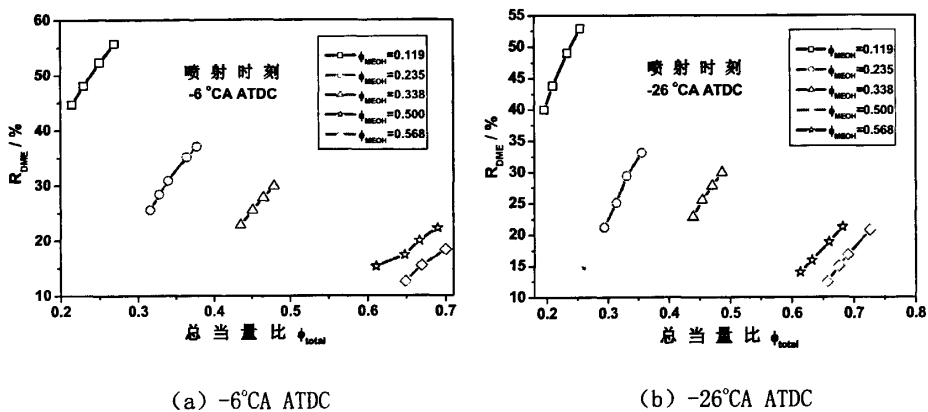 60
50
40
30
20
10
R_DME / %
喷射时刻
-6 °CA ATDC
ϕ_MEOH=0.119
ϕ_MEOH=0.235
ϕ_MEOH=0.338
ϕ_MEOH=0.500
ϕ_MEOH=0.568
0.2 0.3 0.4 0.5 0.6 0.7
总当量比 ϕ_total
(a) -6°CA ATDC
55
50
45
40
35
30
25
20
15
10
R_DME / %
喷射时刻
-26 °CA ATDC
ϕ_MEOH=0.119
ϕ_MEOH=0.235
ϕ_MEOH=0.338
ϕ_MEOH=0.500
ϕ_MEOH=0.568
0.2 0.3 0.4 0.5 0.6 0.7 0.8
总当量比 ϕ_total
(b) -26°CA ATDC